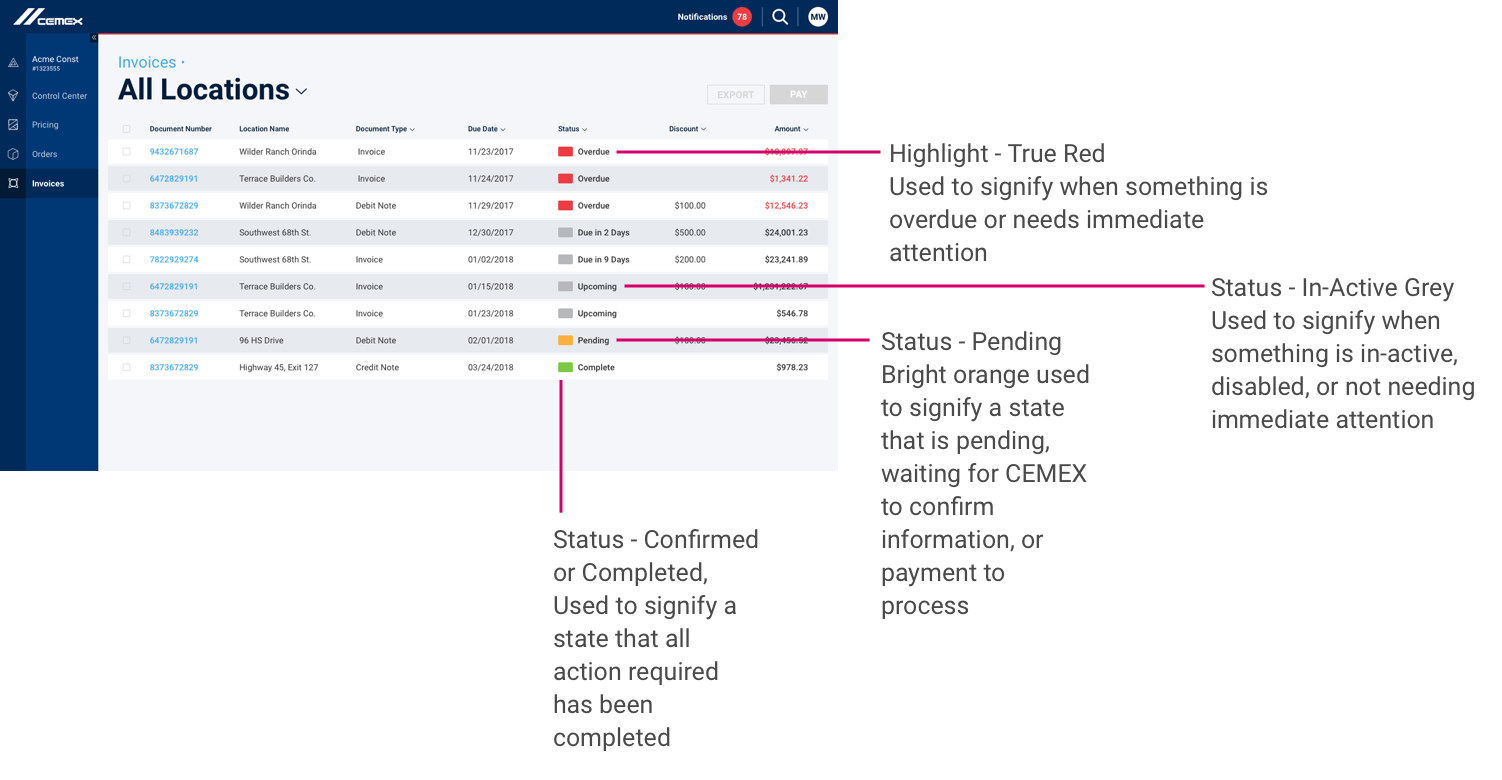 CEMEX
Notifications 78 MW
Acme Const
#1323555
Control Center
Pricing
Orders
Invoices
Invoices ·
All Locations
EXPORT PAY
Document Number Location Name Document Type Due Date Status Discount Amount
9432671687 Wilder Ranch Orinda Invoice 11/23/2017 Overdue
6472829191 Terrace Builders Co. Invoice 11/24/2017 Overdue $1,341.22
8373672829 Wilder Ranch Orinda Debit Note 11/29/2017 Overdue $100.00 $12,546.23
8483939232 Southwest 68th St. Debit Note 12/30/2017 Due in 2 Days $500.00 $24,001.23
7822929274 Southwest 68th St. Invoice 01/02/2018 Due in 9 Days $200.00 $23,241.89
6472829191 Terrace Builders Co. Invoice 01/15/2018 Upcoming
8373672829 Terrace Builders Co. Invoice 01/23/2018 Upcoming $546.78
6472829191 96 HS Drive Debit Note 02/01/2018 Pending
8373672829 Highway 45, Exit 127 Credit Note 03/24/2018 Complete $978.23
Highlight - True Red
Used to signify when something is
overdue or needs immediate
attention
Status - In-Active Grey
Used to signify when
something is in-active,
disabled, or not needing
immediate attention
Status - Pending
Bright orange used
to signify a state
that is pending,
waiting for CEMEX
to confirm
information, or
payment to
process
Status - Confirmed
or Completed,
Used to signify a
state that all
action required
has been
completed